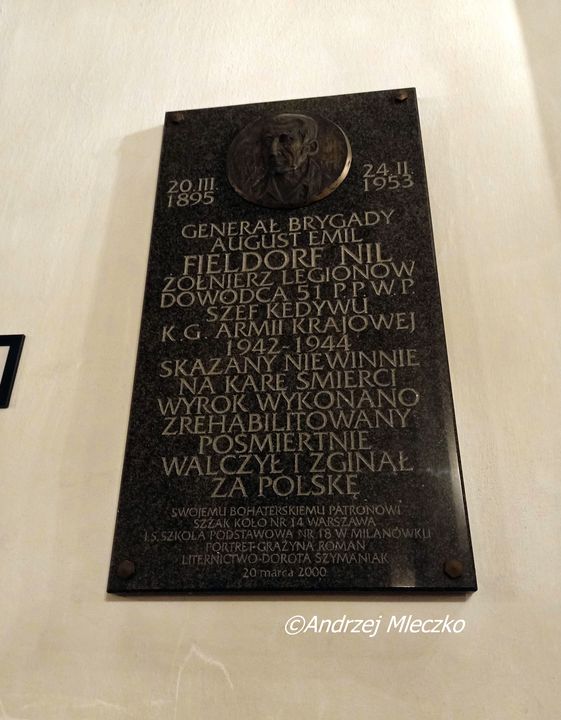 20.III.
1895
24.II.
1953
GENERAŁ BRYGADY
AUGUST EMIL
FIELDORF NIL
ŻOŁNIERZ LEGIONÓW
DOWÓDCA 51 P.P. W.P.
SZEF KEDYWU
K.G. ARMII KRAJOWEJ
1942-1944
SKAZANY NIEWINNIE
NA KARĘ ŚMIERCI
WYROK WYKONANO
ZREHABILITOWANY
POŚMIERTNIE
WALCZYŁ I ZGINĄŁ
ZA POLSKĘ
SWOJEMU BOHATERSKIEMU PATRONOWI
ŚZŻAK KOŁO NR 14 WARSZAWA
I S. SZKOŁA PODSTAWOWA NR 18 W MILANÓWKU
PORTRET-GRAŻYNA ROMAN
LITERNICTWO-DOROTA SZYMANIAK
20 marca 2000
©Andrzej Mleczko